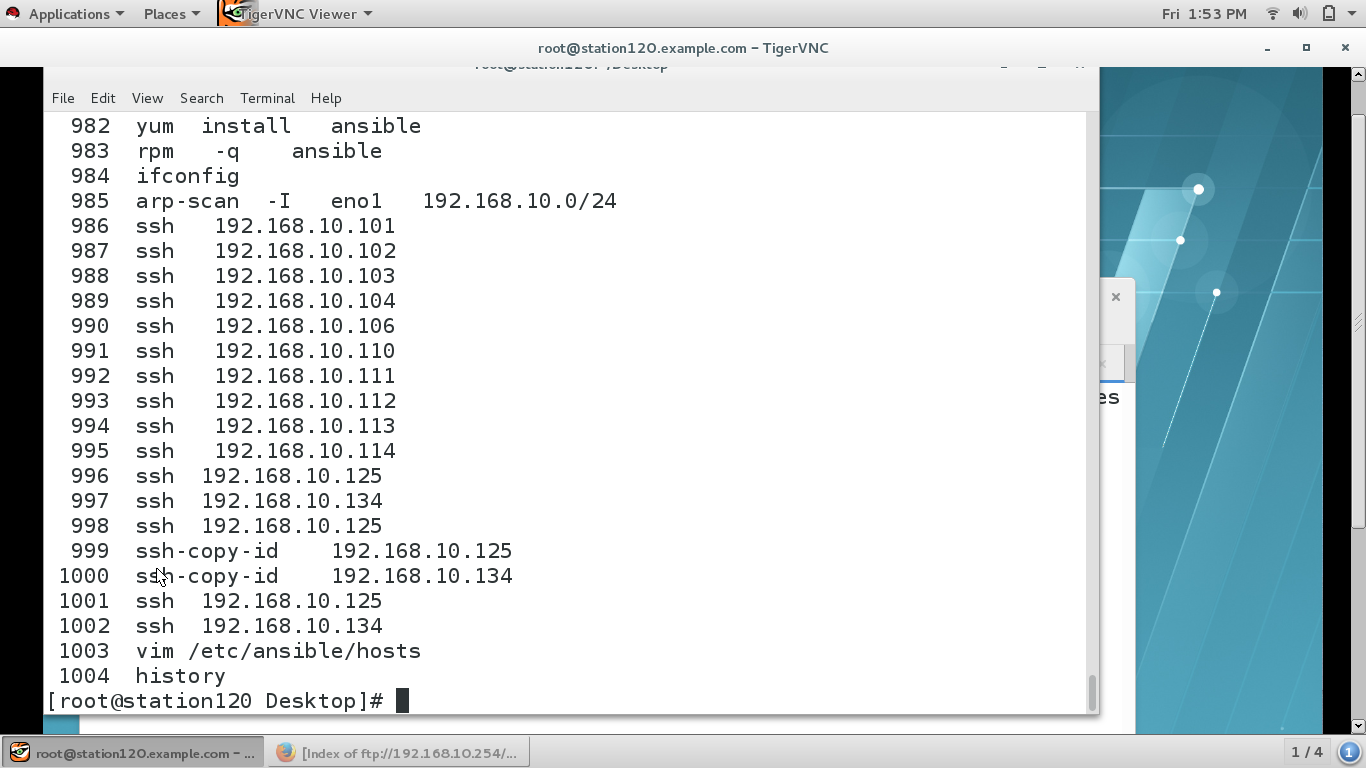 Applications Places TigerVNC Viewer Fri 1:53 PM
root@station120.example.com - TigerVNC
File Edit View Search Terminal Help
982 yum install ansible
983 rpm -q ansible
984 ifconfig
985 arp-scan -I eno1 192.168.10.0/24
986 ssh 192.168.10.101
987 ssh 192.168.10.102
988 ssh 192.168.10.103
989 ssh 192.168.10.104
990 ssh 192.168.10.106
991 ssh 192.168.10.110
992 ssh 192.168.10.111
993 ssh 192.168.10.112
994 ssh 192.168.10.113
995 ssh 192.168.10.114
996 ssh 192.168.10.125
997 ssh 192.168.10.134
998 ssh 192.168.10.125
999 ssh-copy-id 192.168.10.125
1000 ssh-copy-id 192.168.10.134
1001 ssh 192.168.10.125
1002 ssh 192.168.10.134
1003 vim /etc/ansible/hosts
1004 history
[root@station120 Desktop]#
es
root@station120.example.com - ... [Index of ftp://192.168.10.254/... 1 / 4 1